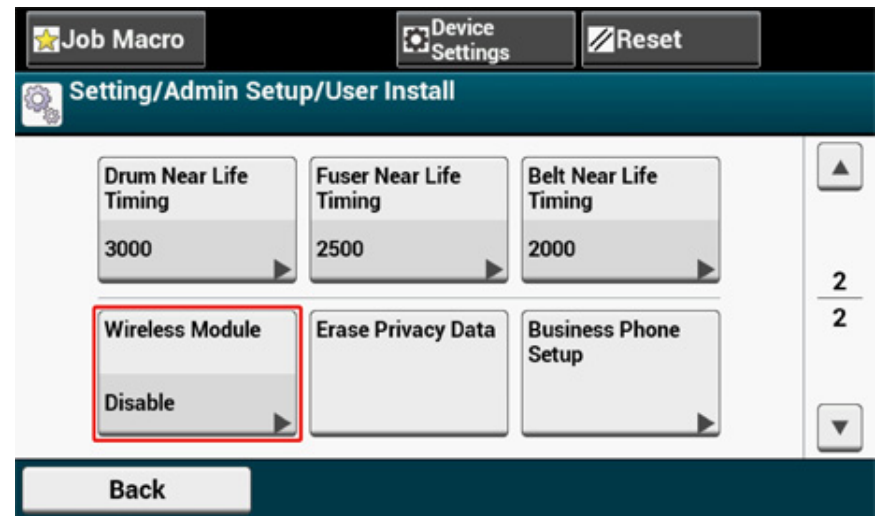 Job Macro
Device
Settings
Reset
Setting/Admin Setup/User Install
Drum Near Life
Timing
3000
Fuser Near Life
Timing
2500
Belt Near Life
Timing
2000
2
2
Wireless Module
Disable
Erase Privacy Data
Business Phone
Setup
Back